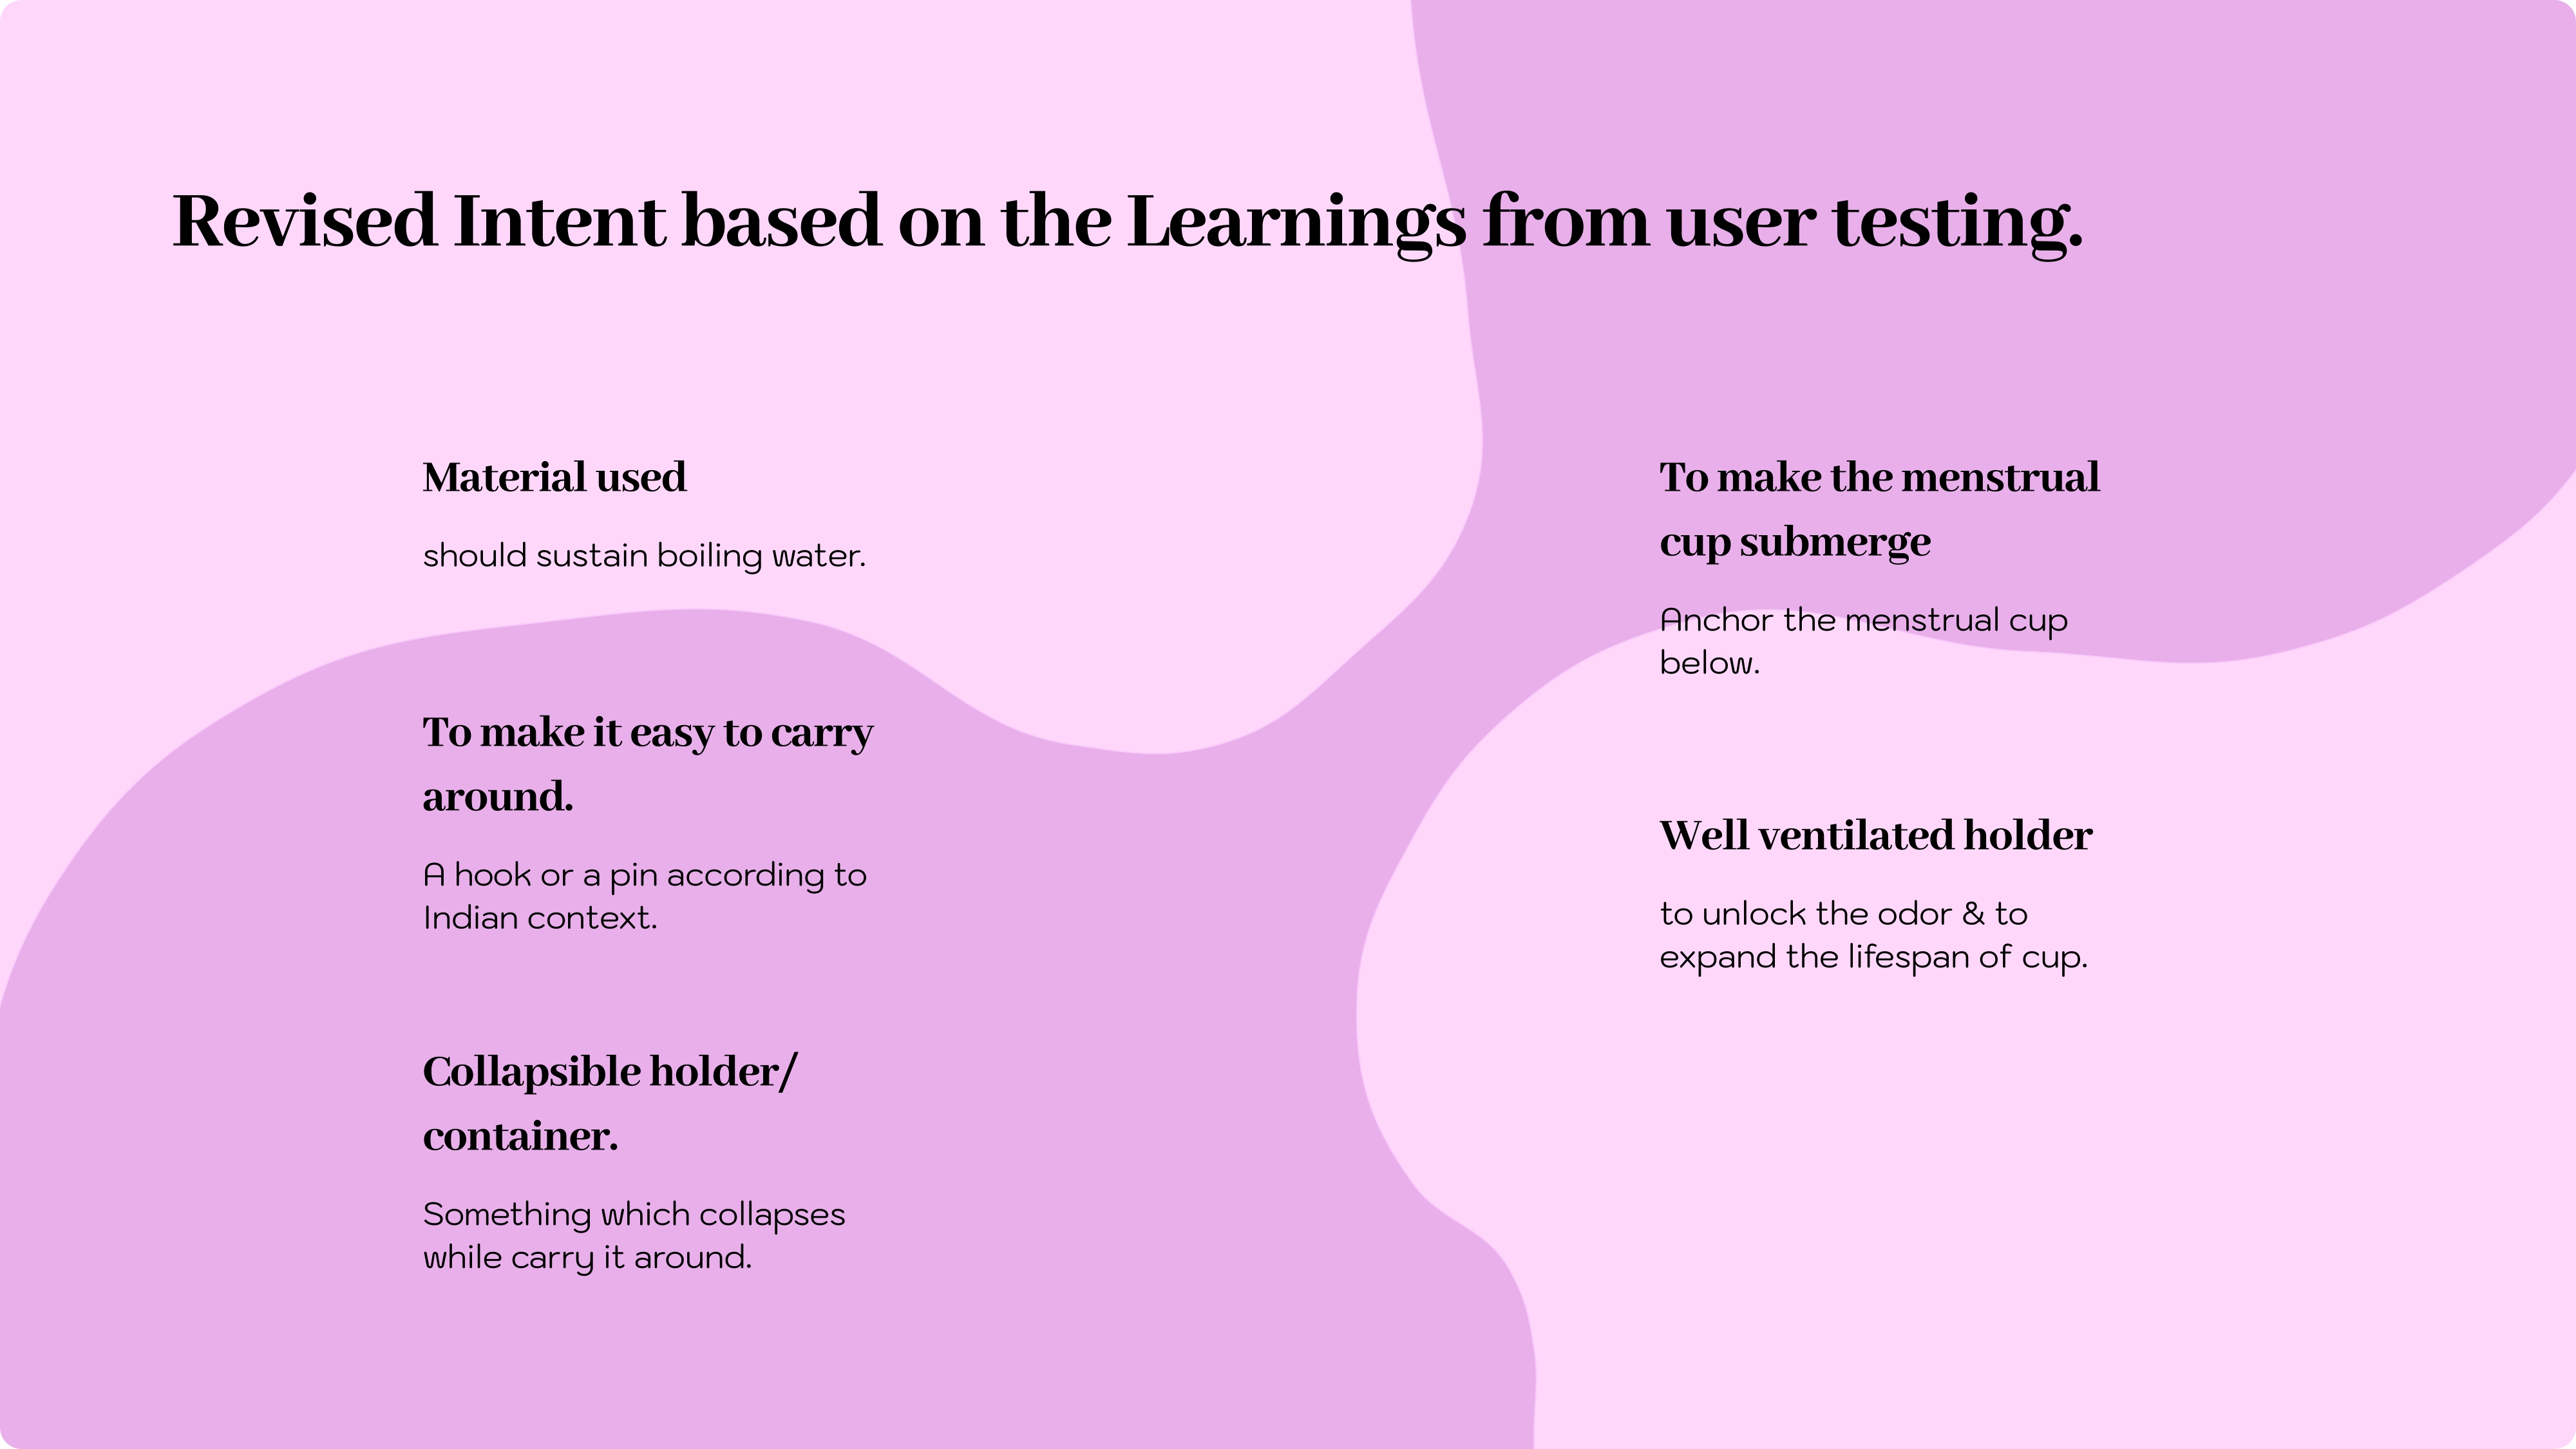 Revised Intent based on the Learnings from user testing.
Material used
should sustain boiling water.
To make it easy to carry
around.
A hook or a pin according to
Indian context.
Collapsible holder/
container.
Something which collapses
while carry it around.
To make the menstrual
cup submerge
Anchor the menstrual cup
below.
Well ventilated holder
to unlock the odor & to
expand the lifespan of cup.